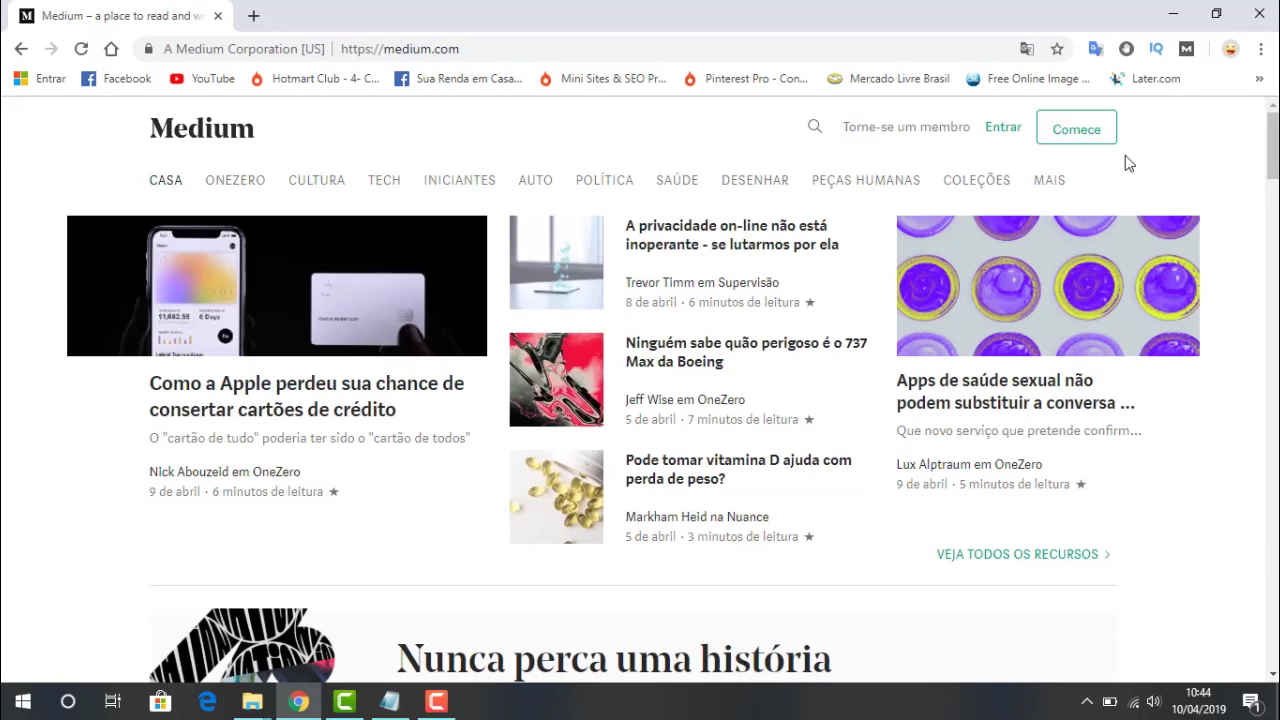 Medium – a place to read and w
A Medium Corporation [US] | https://medium.com
Entrar
Facebook
YouTube
Hotmart Club - 4- C...
Sua Renda em Casa...
Mini Sites & SEO Pr...
Pinterest Pro - Con...
Mercado Livre Brasil
Free Online Image ...
Later.com
»
Medium
Torne-se um membro
Entrar
Comece
CASA ONEZERO CULTURA TECH INICIANTES AUTO POLÍTICA SAÚDE DESENHAR PEÇAS HUMANAS COLEÇÕES MAIS
$1,682.55
6 Days
Como a Apple perdeu sua chance de
consertar cartões de crédito
O "cartão de tudo" poderia ter sido o "cartão de todos"
Nick Abouzeid em OneZero
9 de abril · 6 minutos de leitura ★
A privacidade on-line não está
inoperante - se lutarmos por ela
Trevor Timm em Supervisão
8 de abril · 6 minutos de leitura ★
Ninguém sabe quão perigoso é o 737
Max da Boeing
Jeff Wise em OneZero
5 de abril · 7 minutos de leitura ★
Pode tomar vitamina D ajuda com
perda de peso?
Markham Heid na Nuance
5 de abril · 3 minutos de leitura ★
Apps de saúde sexual não
podem substituir a conversa ...
Que novo serviço que pretende confirm...
Lux Alptraum em OneZero
9 de abril · 5 minutos de leitura ★
VEJA TODOS OS RECURSOS >
Nunca perca uma história
10:44
10/04/2019